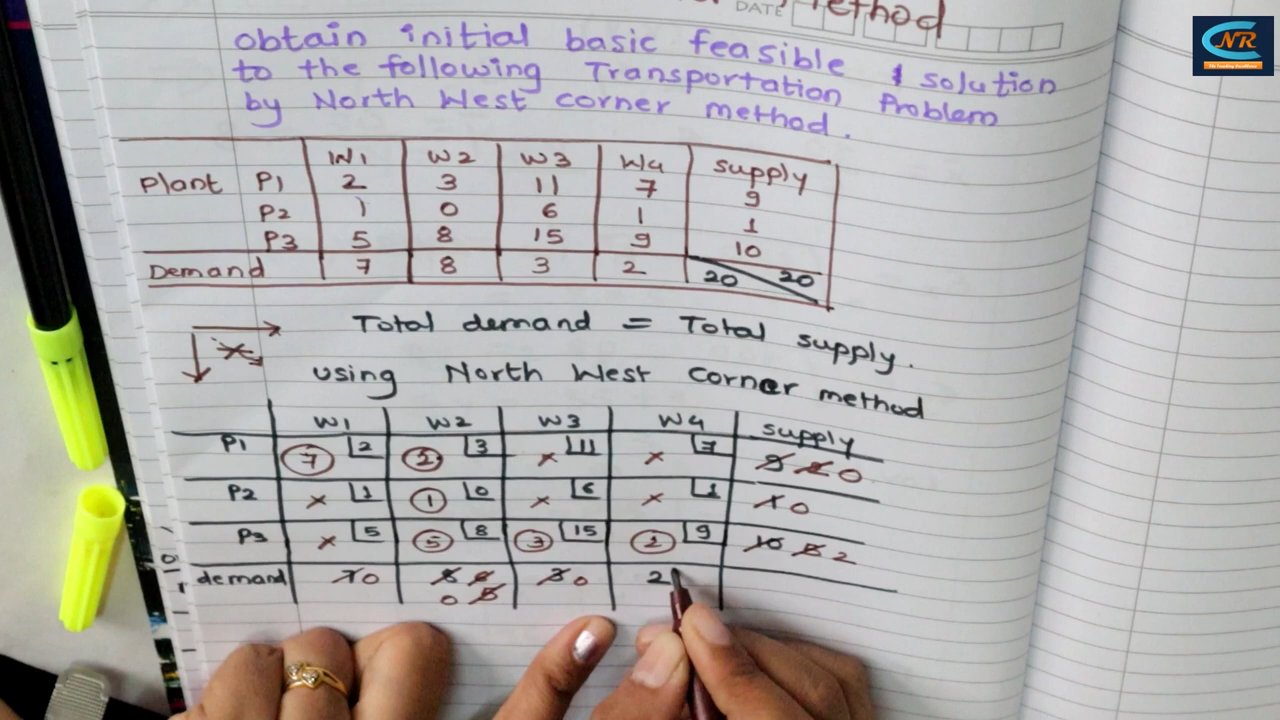 DATE
ethod
NR
obtain initial basic feasible solution
to the following Transportation Problem
by North West corner method.
W1 W2 W3 W4 supply
Plant P1 2 3 11 7 9
P2 1 0 6 1 1
P3 5 8 15 9 10
Demand 7 8 3 2 20 20
Total demand = Total supply.
using North West corner method
W1 W2 W3 W4 supply
P1 7 2 2 3 × 11 × 7 9 2 0
P2 × 1 1 0 × 6 × 1 1 0
P3 × 5 5 8 3 15 2 9 10 5 2
demand 7 0 8 6 3 0 2
0 5